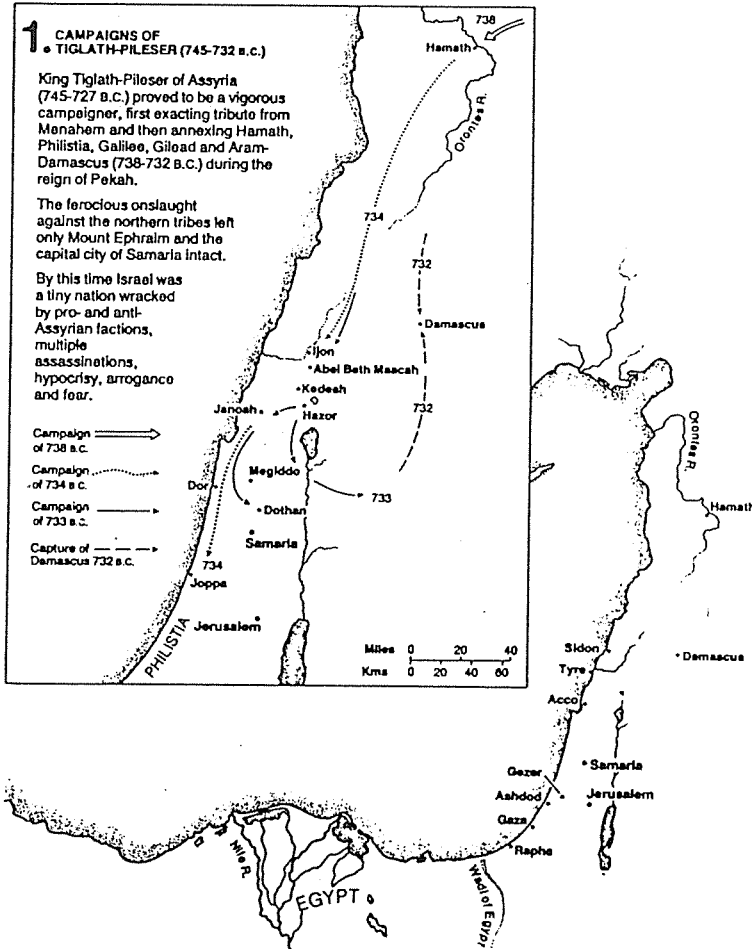 1. CAMPAIGNS OF
TIGLATH-PILESER (745-732 B.C.)
King Tiglath-Pileser of Assyria
(745-727 B.C.) proved to be a vigorous
campaigner, first exacting tribute from
Menahem and then annexing Hamath,
Philistia, Galilee, Gilead and Aram-
Damascus (738-732 B.C.) during the
reign of Pekah.
The ferocious onslaught
against the northern tribes left
only Mount Ephraim and the
capital city of Samaria intact.
By this time Israel was
a tiny nation wracked
by pro- and anti-
Assyrian factions,
multiple
assassinations,
hypocrisy, arrogance
and fear.
Campaign
of 738 B.C.
Campaign
of 734 B.C.
Campaign
of 733 B.C.
Capture of
Damascus 732 B.C.
738
Hamath
Orontes R.
734
732
Damascus
Ijon
Abel Beth Maacah
Kedesh
Janoah
Hazor
732
Megiddo
733
Dor
Dothan
Samaria
734
Joppa
PHILISTIA
Jerusalem
Miles 0 20 40
Kms 0 20 40 60
Orontes R.
Hamath
Sidon
Damascus
Tyre
Acco
Gezer
Samaria
Ashdod
Jerusalem
Gaza
Rapha
Nile R.
EGYPT
Wadi of Egypt